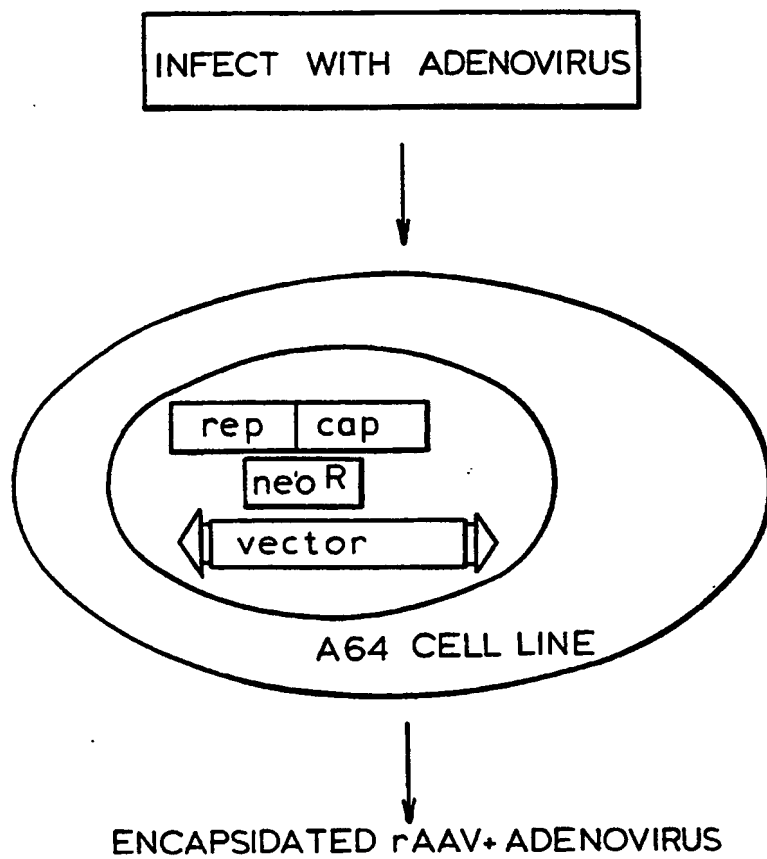 INFECT WITH ADENOVIRUS
rep cap
neo R
vector
A64 CELL LINE
ENCAPSIDATED rAAV+ ADENOVIRUS